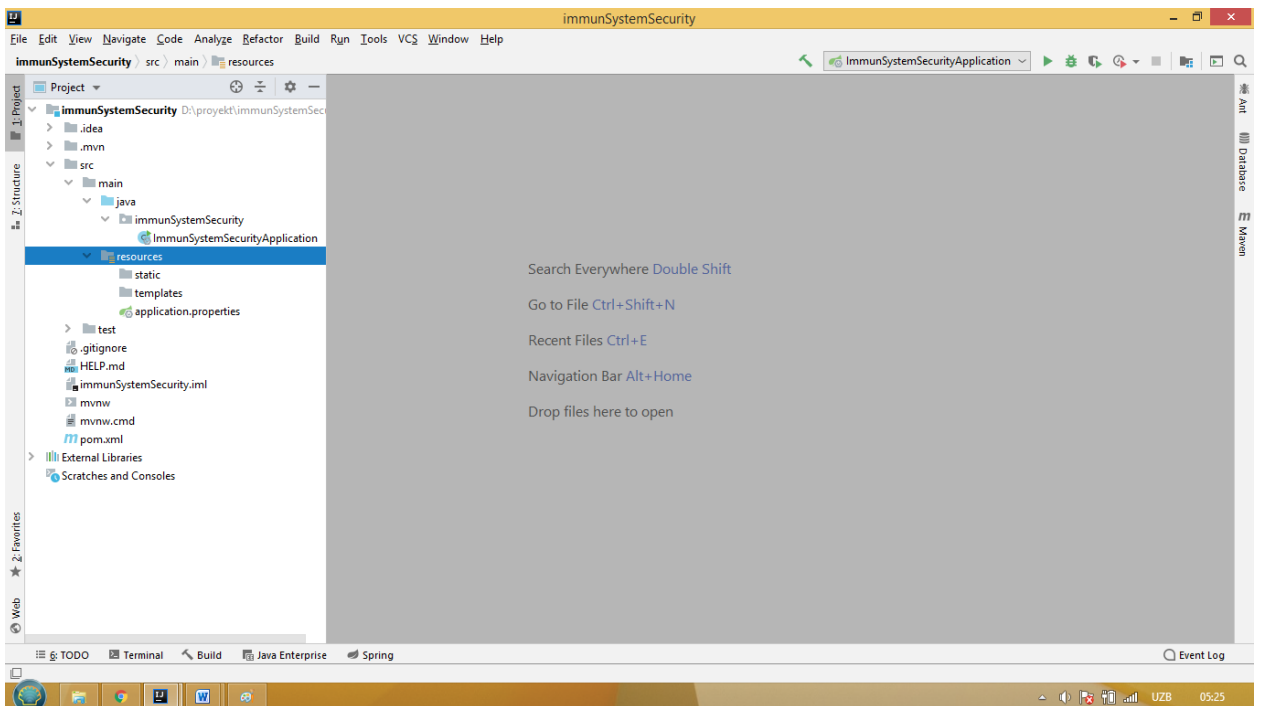 immunSystemSecurity
File Edit View Navigate Code Analyze Refactor Build Run Tools VCS Window Help
immunSystemSecurity src main resources
ImmunSystemSecurityApplication
Project
immunSystemSecurity D:\proyekt\immunSystemSec
.idea
.mvn
src
main
java
immunSystemSecurity
ImmunSystemSecurityApplication
resources
static
templates
application.properties
test
.gitignore
HELP.md
immunSystemSecurity.iml
mvnw
mvnw.cmd
pom.xml
External Libraries
Scratches and Consoles
1: Project
7: Structure
2: Favorites
Web
Search Everywhere Double Shift
Go to File Ctrl+Shift+N
Recent Files Ctrl+E
Navigation Bar Alt+Home
Drop files here to open
Ant
Database
Maven
6: TODO Terminal Build Java Enterprise Spring
Event Log
UZB 05:25